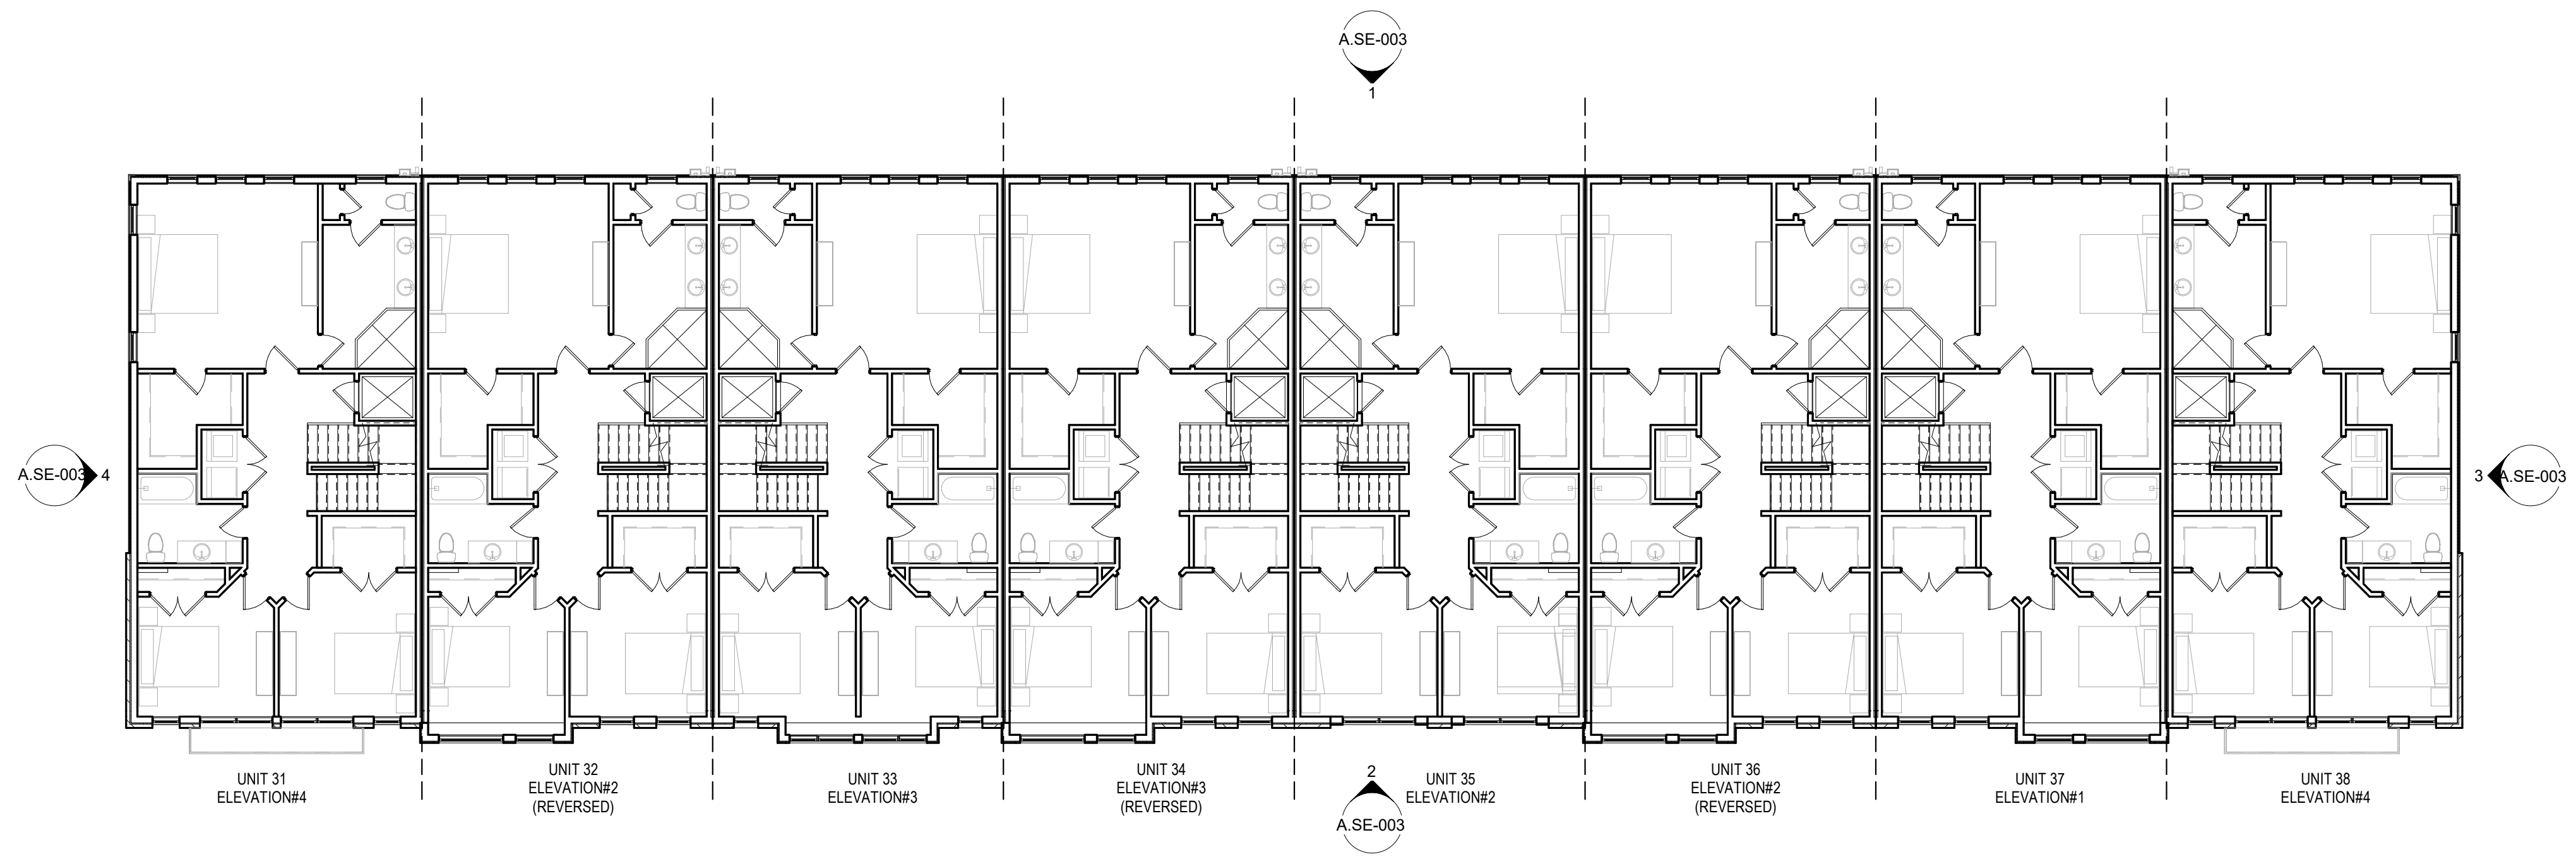 A.SE-003
1
A.SE-003 4
3 A.SE-003
UNIT 31
ELEVATION#4
UNIT 32
ELEVATION#2
(REVERSED)
UNIT 33
ELEVATION#3
UNIT 34
ELEVATION#3
(REVERSED)
2
A.SE-003
UNIT 35
ELEVATION#2
UNIT 36
ELEVATION#2
(REVERSED)
UNIT 37
ELEVATION#1
UNIT 38
ELEVATION#4